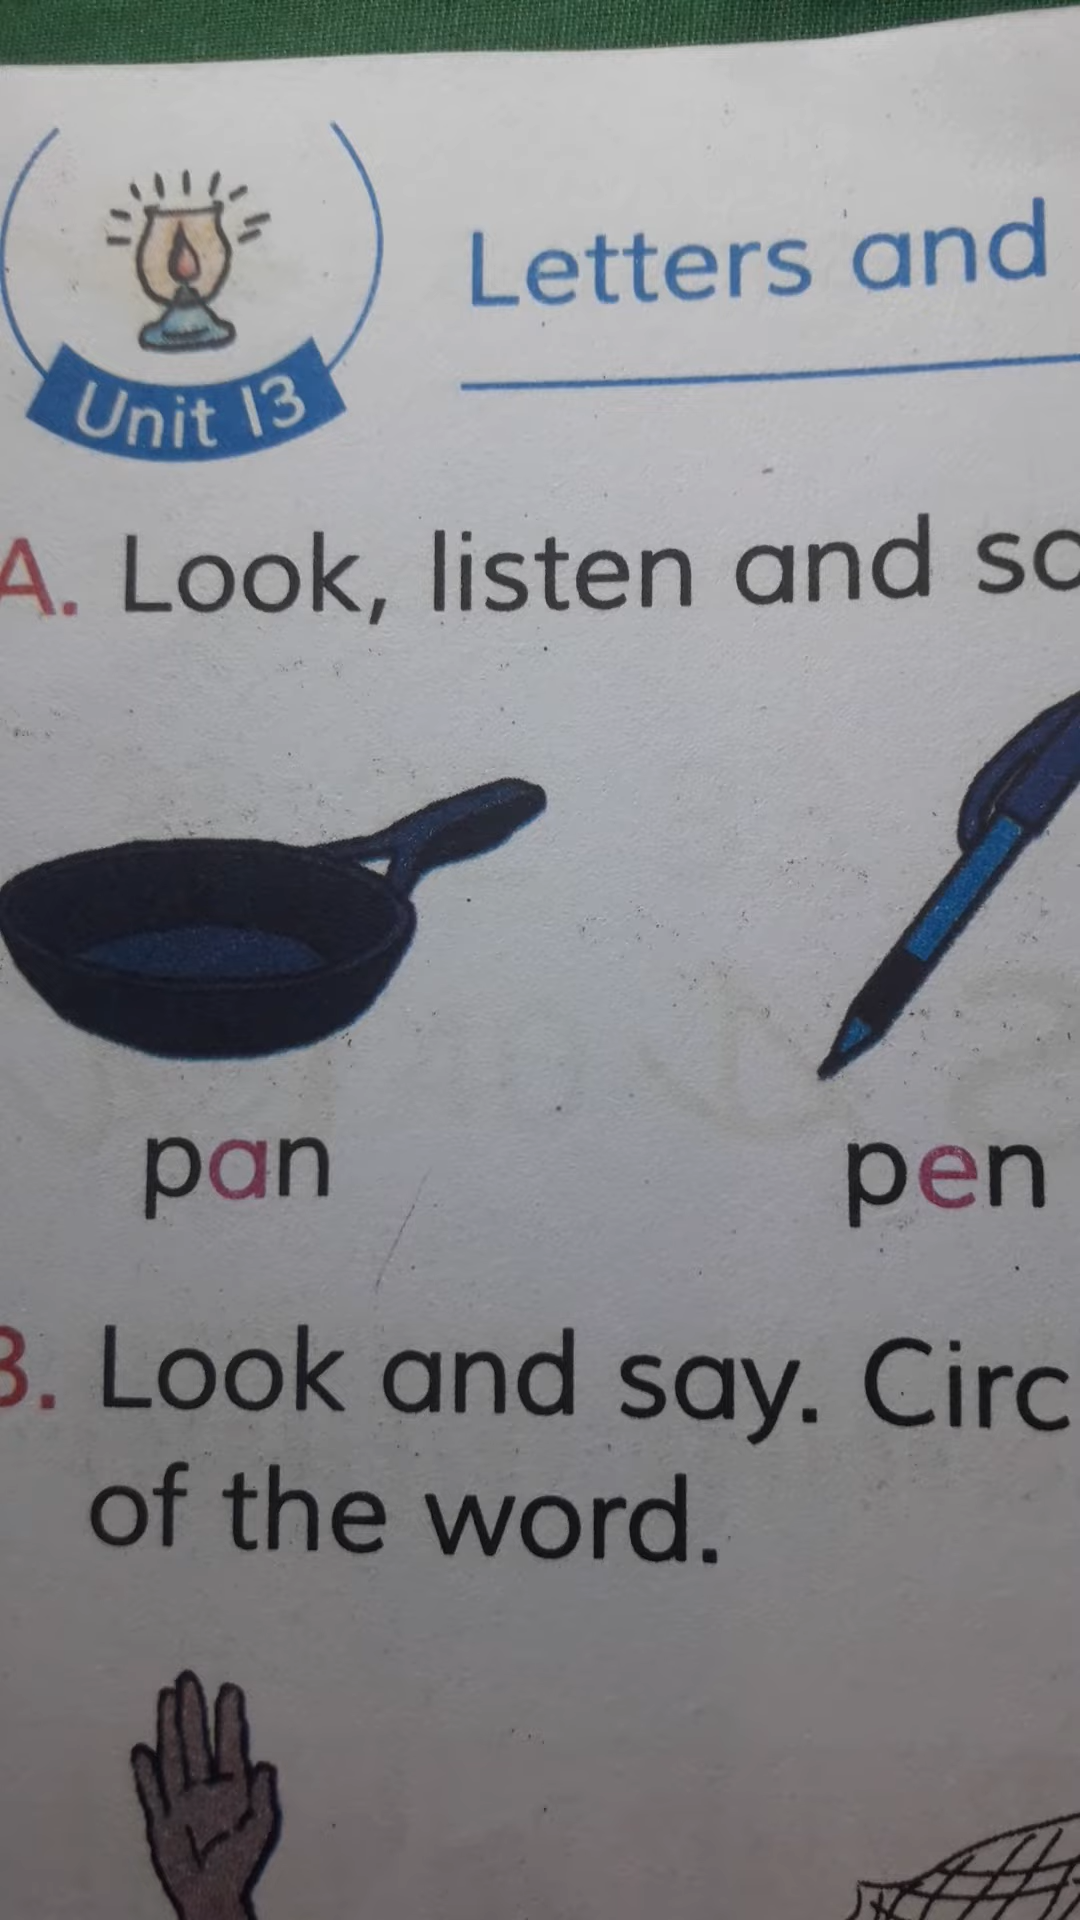 Unit 13
Letters and
A. Look, listen and
pan
pen
B. Look and say.
of the word.